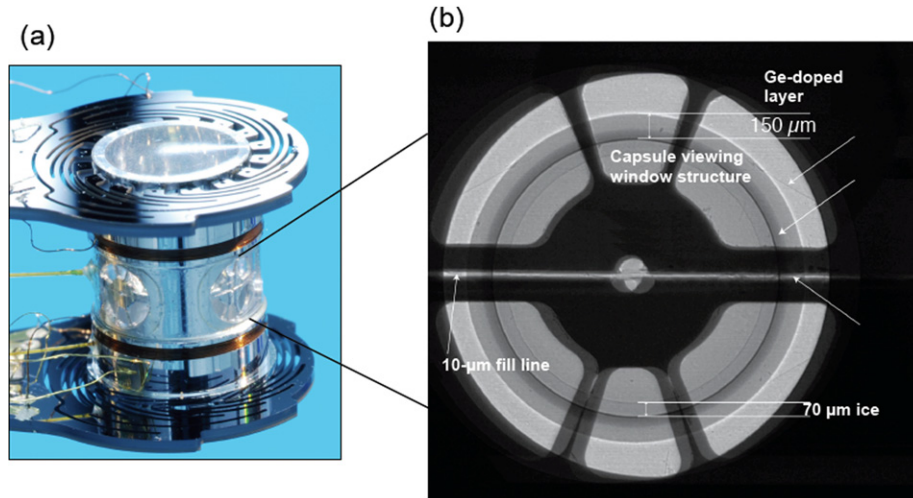 (a)
(b)
Ge-doped
layer
150 µm
Capsule viewing
window structure
10-µm fill line
70 µm ice